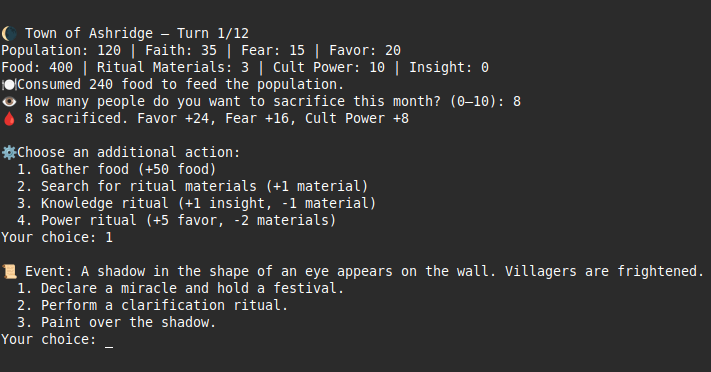 🌘 Town of Ashridge — Turn 1/12
Population: 120 | Faith: 35 | Fear: 15 | Favor: 20
Food: 400 | Ritual Materials: 3 | Cult Power: 10 | Insight: 0
🍽️Consumed 240 food to feed the population.
👁️ How many people do you want to sacrifice this month? (0–10): 8
🩸 8 sacrificed. Favor +24, Fear +16, Cult Power +8
⚙️Choose an additional action:
1. Gather food (+50 food)
2. Search for ritual materials (+1 material)
3. Knowledge ritual (+1 insight, -1 material)
4. Power ritual (+5 favor, -2 materials)
Your choice: 1
📜 Event: A shadow in the shape of an eye appears on the wall. Villagers are frightened.
1. Declare a miracle and hold a festival.
2. Perform a clarification ritual.
3. Paint over the shadow.
Your choice: _